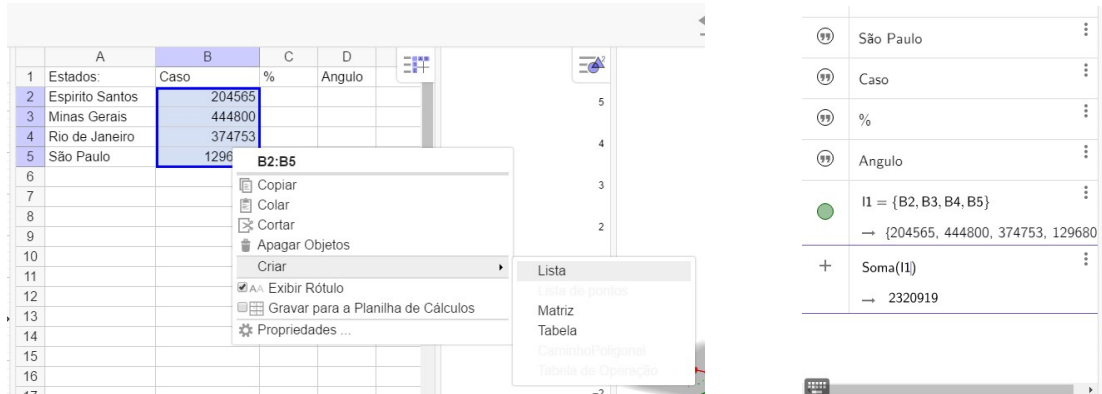 A B C D
1 Estados: Caso % Angulo
2 Espirito Santos 204565
3 Minas Gerais 444800
4 Rio de Janeiro 374753
5 São Paulo 1296
6
7
8
9
10
11
12
13
14
15
16
17
B2:B5
Copiar
Colar
Cortar
Apagar Objetos
Criar
Exibir Rótulo
Gravar para a Planilha de Cálculos
Propriedades ...
Lista
Lista de pontos
Matriz
Tabela
CaminhoPoligonal
Tabela de Operação
5
4
3
2
-2
São Paulo
Caso
%
Angulo
l1 = {B2, B3, B4, B5}
→ {204565, 444800, 374753, 129680
Soma(l1)
→ 2320919